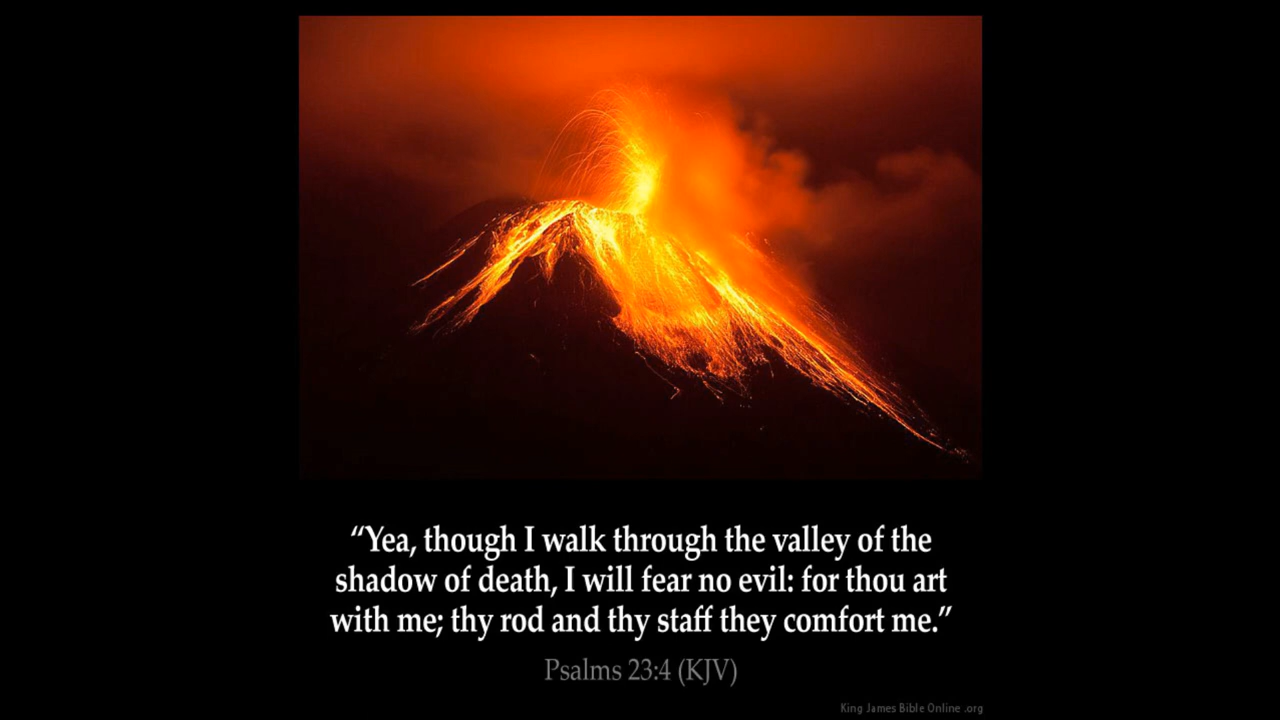 “Yea, though I walk through the valley of the
shadow of death, I will fear no evil: for thou art
with me; thy rod and thy staff they comfort me.”
Psalms 23:4 (KJV)
King James Bible Online .org